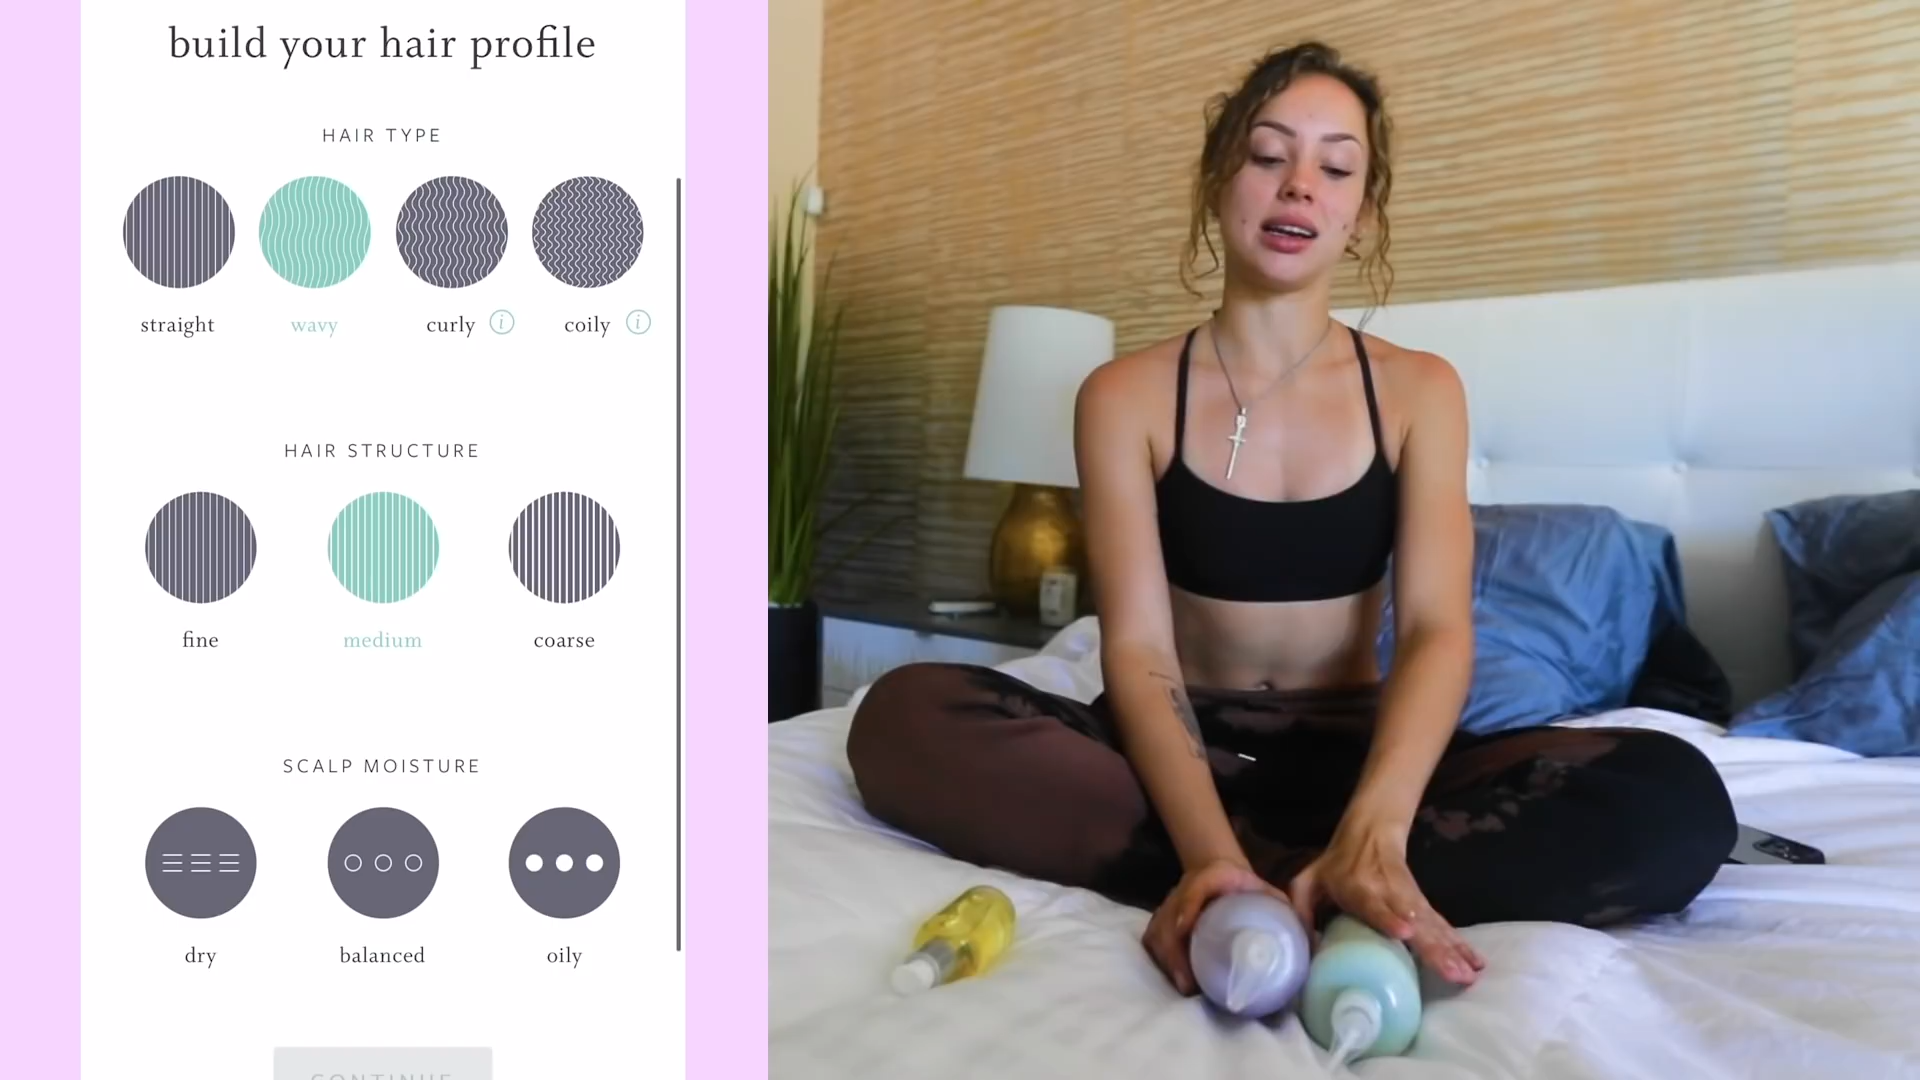 build your hair profile
HAIR TYPE
straight wavy curly i coily i
HAIR STRUCTURE
fine medium coarse
SCALP MOISTURE
dry balanced oily
CONTINUE